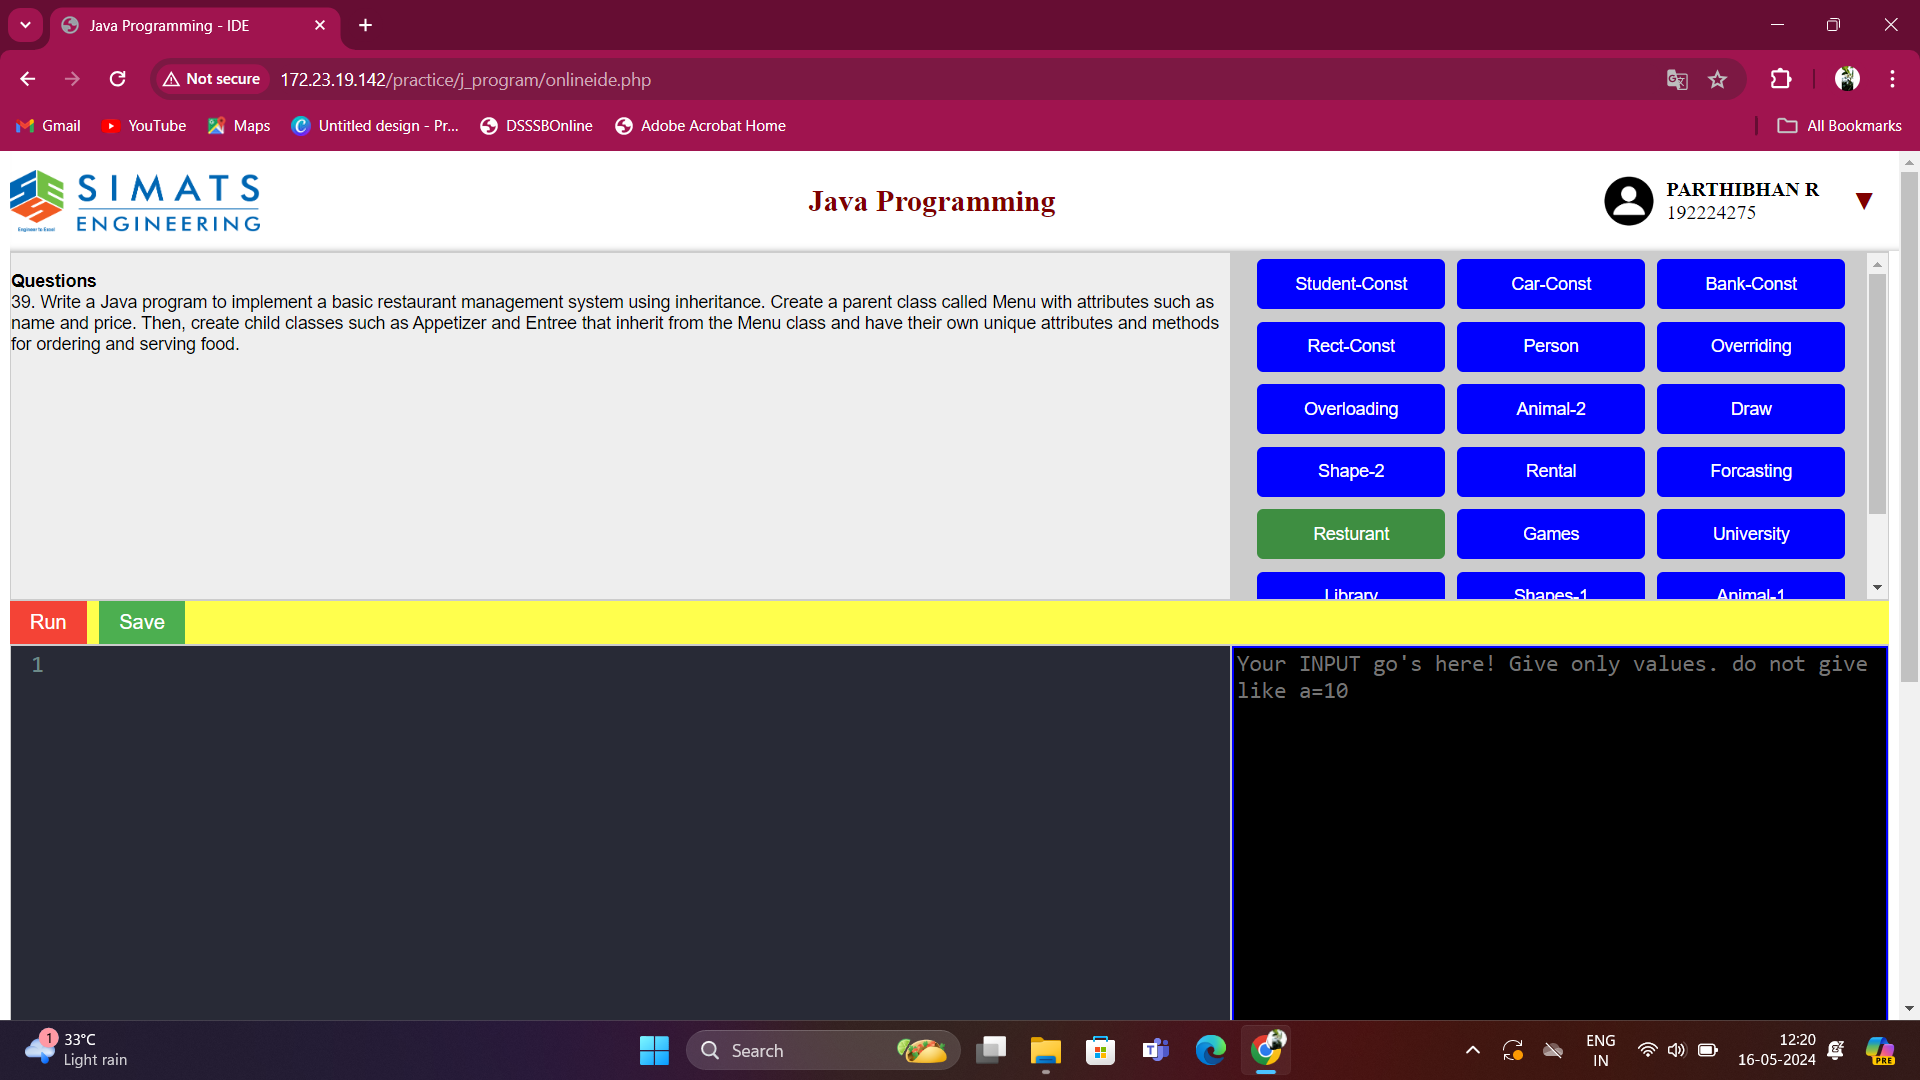 Java Programming - IDE
Not secure
172.23.19.142/practice/j_program/onlineide.php
Gmail
YouTube
Maps
Untitled design - Pr...
DSSSBOnline
Adobe Acrobat Home
All Bookmarks
SIMATS
ENGINEERING
Engineer to Excel
Java Programming
PARTHIBHAN R
192224275
Questions
39. Write a Java program to implement a basic restaurant management system using inheritance. Create a parent class called Menu with attributes such as
name and price. Then, create child classes such as Appetizer and Entree that inherit from the Menu class and have their own unique attributes and methods
for ordering and serving food.
Student-Const
Car-Const
Bank-Const
Rect-Const
Person
Overriding
Overloading
Animal-2
Draw
Shape-2
Rental
Forcasting
Resturant
Games
University
Library
Shapes-1
Animal-1
Run
Save
1
Your INPUT go's here! Give only values. do not give
like a=10
1
33°C
Light rain
Search
ENG
IN
12:20
16-05-2024
PRE